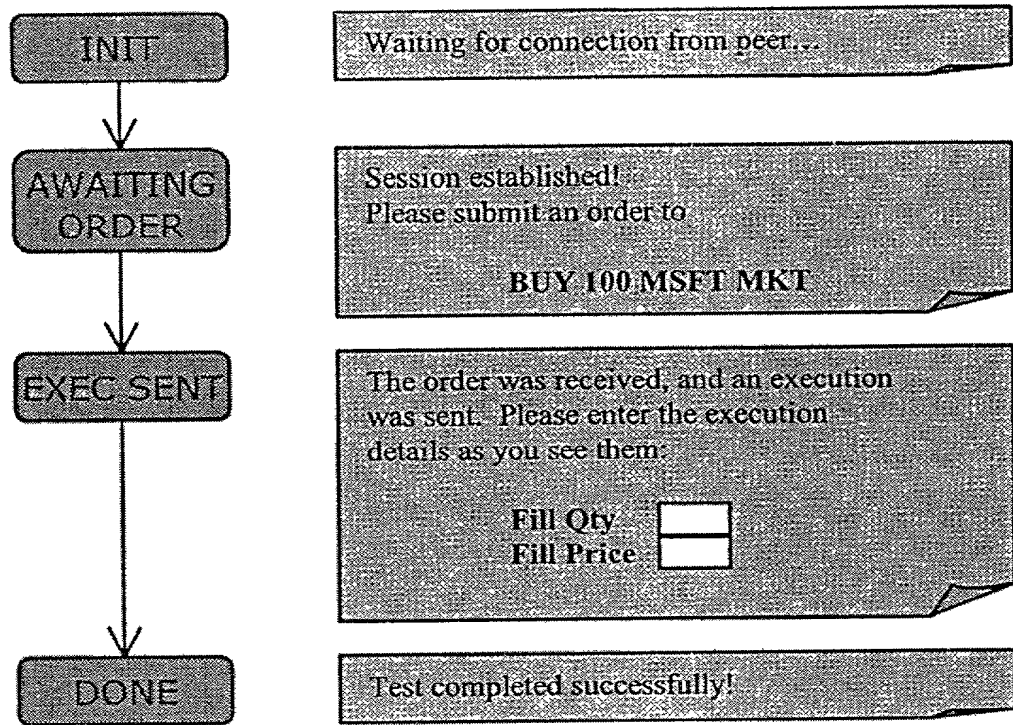 INIT
Waiting for connection from peer...
AWAITING
ORDER
Session established!
Please submit an order to
BUY 100 MSFT MKT
EXEC SENT
The order was received, and an execution
was sent. Please enter the execution
details as you see them:
Fill Qty
Fill Price
DONE
Test completed successfully!